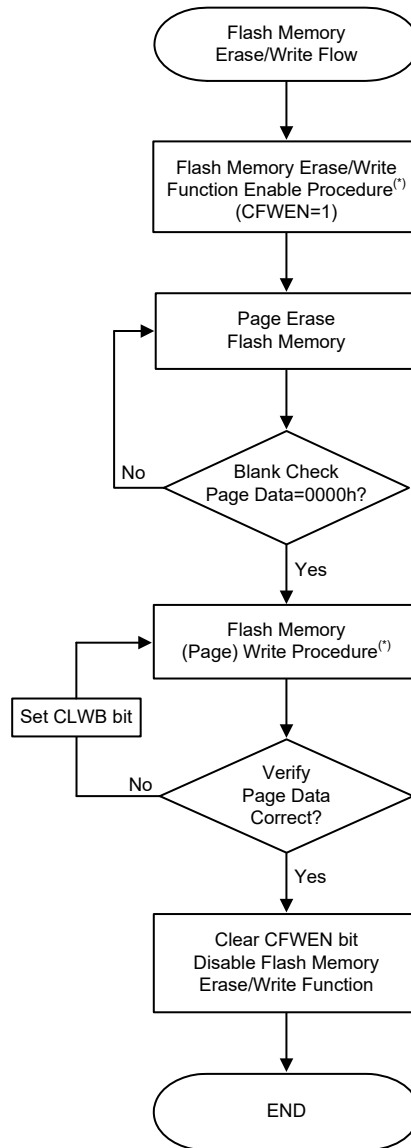 Flash Memory
Erase/Write Flow
Flash Memory Erase/Write
Function Enable Procedure(*)
(CFWEN=1)
Page Erase
Flash Memory
No
Blank Check
Page Data=0000h?
Yes
Flash Memory
(Page) Write Procedure(*)
Set CLWB bit
No
Verify
Page Data
Correct?
Yes
Clear CFWEN bit
Disable Flash Memory
Erase/Write Function
END